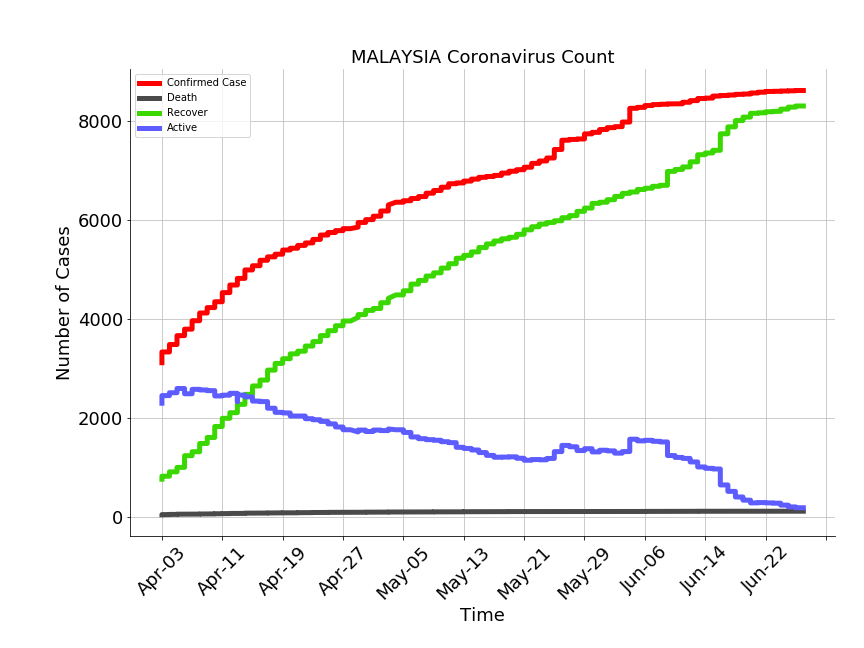 MALAYSIA Coronavirus Count
Confirmed Case
Death
Recover
Active
Number of Cases
8000
6000
4000
2000
0
Apr-03
Apr-11
Apr-19
Apr-27
May-05
May-13
May-21
May-29
Jun-06
Jun-14
Jun-22
Time